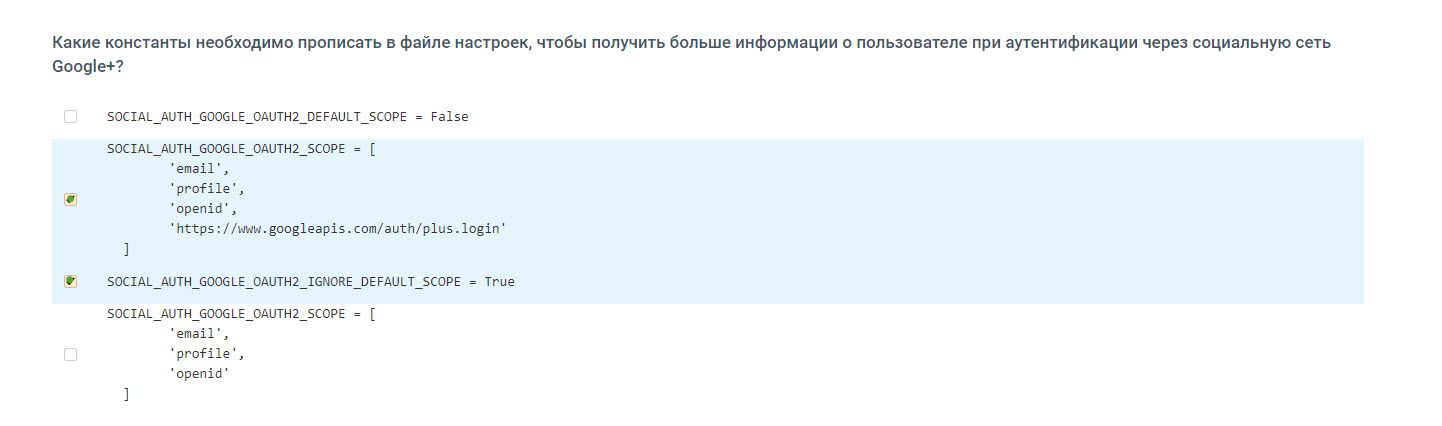 Какие константы необходимо прописать в файле настроек, чтобы получить больше информации о пользователе при аутентификации через социальную сеть
Google+?
SOCIAL_AUTH_GOOGLE_OAUTH2_DEFAULT_SCOPE = False
SOCIAL_AUTH_GOOGLE_OAUTH2_SCOPE = [
'email',
'profile',
'openid',
'https://www.googleapis.com/auth/plus.login'
]
SOCIAL_AUTH_GOOGLE_OAUTH2_IGNORE_DEFAULT_SCOPE = True
SOCIAL_AUTH_GOOGLE_OAUTH2_SCOPE = [
'email',
'profile',
'openid'
]